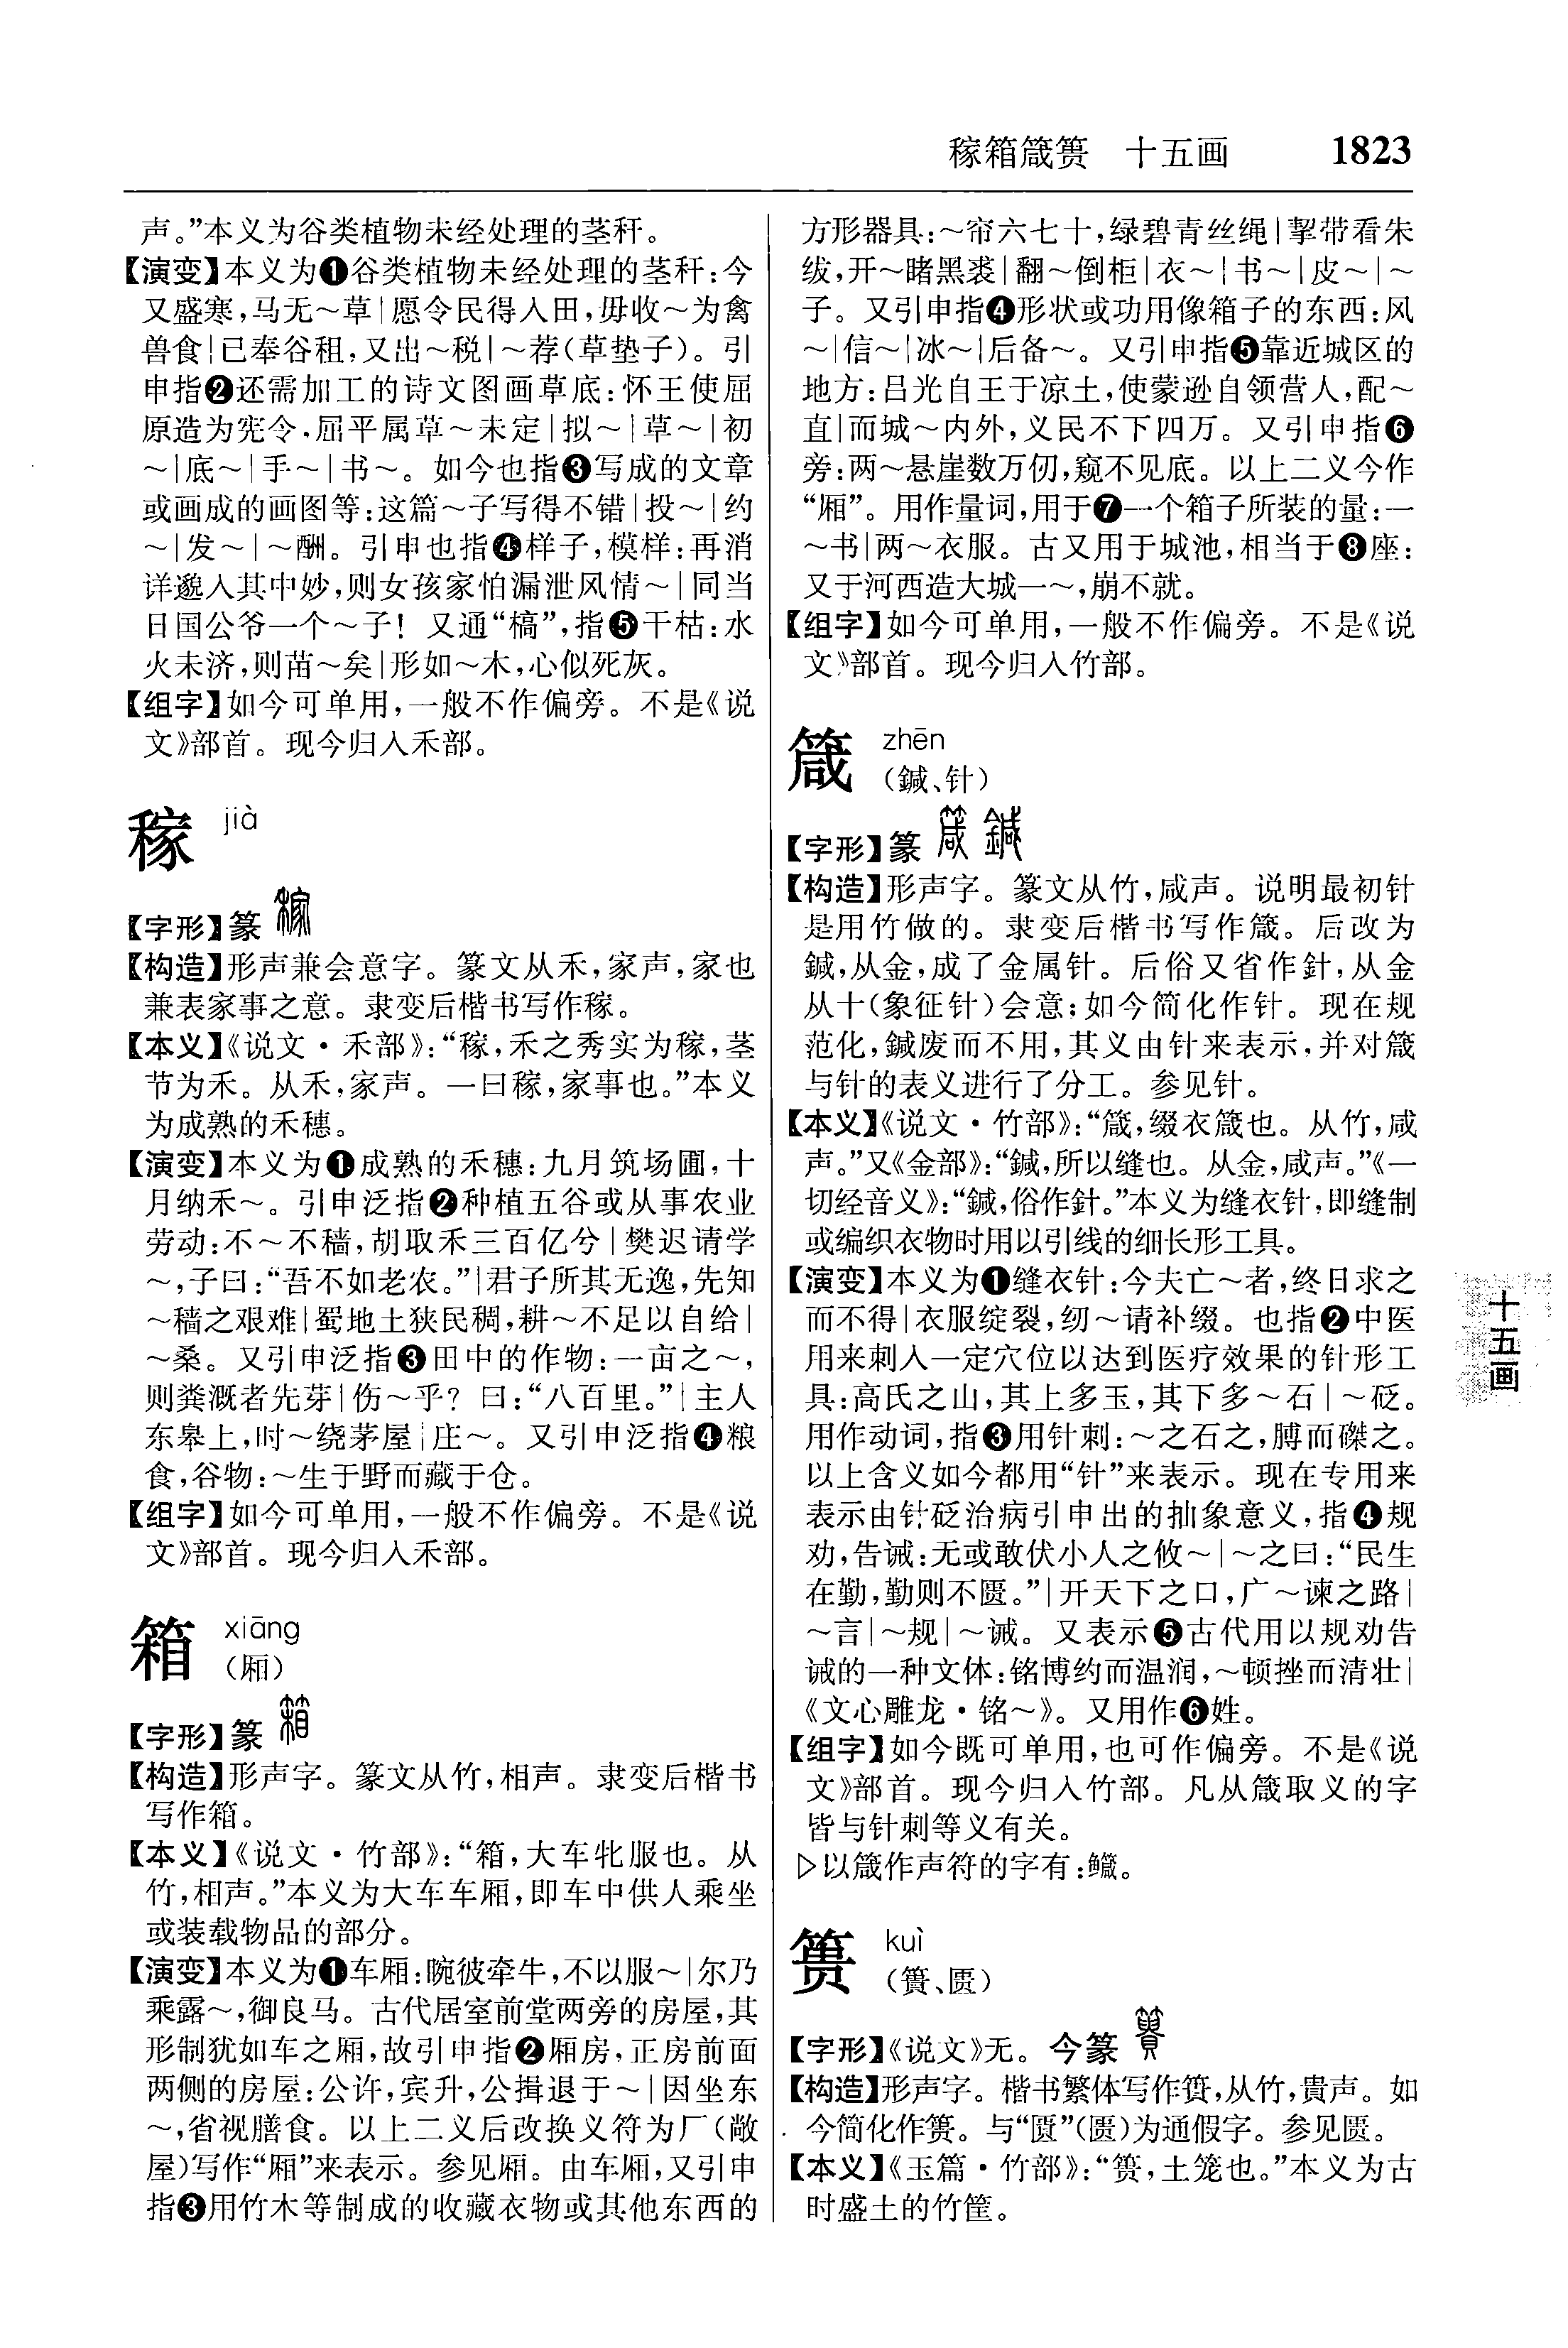 稼箱箴篑　十五画　1823
声。”本义为谷类植物未经处理的茎秆。
【演变】本义为❶谷类植物未经处理的茎秆:今
又盛寒,马无～草|愿令民得入田,毋收～为禽
兽食|已奉谷租,又出～税|～荐(草垫子)。引
申指❷还需加工的诗文图画草底:怀王使屈
原造为宪令,屈平属草～未定|拟～|草～|初
～|底～|手～|书～。如今也指❸写成的文章
或画成的画图等:这篇～子写得不错|投～|约
～|发～|～酬。引申也指❹样子,模样:再消
详邈入其中妙,则女孩家怕漏泄风情～|同当
日国公爷一个～子! 又通“槁”,指❺干枯:水
火未济,则苗～矣|形如～木,心似死灰。
【组字】如今可单用,一般不作偏旁。不是《说
文》部首。现今归入禾部。
稼 jià
【字形】篆
【构造】形声兼会意字。篆文从禾,家声,家也
兼表家事之意。隶变后楷书写作稼。
【本义】《说文·禾部》:“稼,禾之秀实为稼,茎
节为禾。从禾,家声。一曰稼,家事也。”本义
为成熟的禾穗。
【演变】本义为❶成熟的禾穗:九月筑场圃,十
月纳禾～。引申泛指❷种植五谷或从事农业
劳动:不～不穑,胡取禾三百亿兮|樊迟请学
～,子曰:“吾不如老农。”|君子所其无逸,先知
～穑之艰难|蜀地土狭民稠,耕～不足以自给|
～桑。又引申泛指❸田中的作物:一亩之～,
则粪溉者先芽|伤～乎? 曰:“八百里。”|主人
东皋上,时～绕茅屋|庄～。又引申泛指❹粮
食,谷物:～生于野而藏于仓。
【组字】如今可单用,一般不作偏旁。不是《说
文》部首。现今归入禾部。
箱 xiāng
(厢)
【字形】篆
【构造】形声字。篆文从竹,相声。隶变后楷书
写作箱。
【本义】《说文·竹部》:“箱,大车牝服也。从
竹,相声。”本义为大车车厢,即车中供人乘坐
或装载物品的部分。
【演变】本义为❶车厢:睆彼牵牛,不以服～|尔乃
乘露～,御良马。古代居室前堂两旁的房屋,其
形制犹如车之厢,故引申指❷厢房,正房前面
两侧的房屋:公许,宾升,公揖退于～|因坐东
～,省视膳食。以上二义后改换义符为厂(敞
屋)写作“厢”来表示。参见厢。由车厢,又引申
指❸用竹木等制成的收藏衣物或其他东西的
方形器具:～帘六七十,绿碧青丝绳|挈带看朱
绂,开～睹黑裘|翻～倒柜|衣～|书～|皮～|～
子。又引申指❹形状或功用像箱子的东西:风
～|信～|冰～|后备～。又引申指❺靠近城区的
地方:吕光自王于凉土,使蒙逊自领营人,配～
直|而城～内外,义民不下四万。又引申指❻
旁:两～悬崖数万仞,窥不见底。以上二义今作
“厢”。用作量词,用于❼一个箱子所装的量:一
～书|两～衣服。古又用于城池,相当于❽座:
又于河西造大城一～,崩不就。
【组字】如今可单用,一般不作偏旁。不是《说
文》部首。现今归入竹部。
箴 zhēn
(鍼、针)
【字形】篆
【构造】形声字。篆文从竹,咸声。说明最初针
是用竹做的。隶变后楷书写作箴。后改为
鍼,从金,成了金属针。后俗又省作針,从金
从十(象征针)会意;如今简化作针。现在规
范化,鍼废而不用,其义由针来表示,并对箴
与针的表义进行了分工。参见针。
【本义】《说文·竹部》:“箴,缀衣箴也。从竹,咸
声。”又《金部》:“鍼,所以缝也。从金,咸声。”《一
切经音义》:“鍼,俗作針。”本义为缝衣针,即缝制
或编织衣物时用以引线的细长形工具。
【演变】本义为❶缝衣针:今夫亡～者,终日求之
而不得|衣服绽裂,纫～请补缀。也指❷中医
用来刺入一定穴位以达到医疗效果的针形工
具:高氏之山,其上多玉,其下多～石|～砭。
用作动词,指❸用针刺:～之石之,膊而磔之。
以上含义如今都用“针”来表示。现在专用来
表示由针砭治病引申出的抽象意义,指❹规
劝,告诫:无或敢伏小人之攸～|～之曰:“民生
在勤,勤则不匮。”|开天下之口,广～谏之路|
～言|～规|～诫。又表示❺古代用以规劝告
诫的一种文体:铭博约而温润,～顿挫而清壮|
《文心雕龙·铭～》。又用作❻姓。
【组字】如今既可单用,也可作偏旁。不是《说
文》部首。现今归入竹部。凡从箴取义的字
皆与针刺等义有关。
▷以箴作声符的字有:鱵。
篑 kuì
(簣、匮)
【字形】《说文》无。今篆
【构造】形声字。楷书繁体写作簣,从竹,貴声。如
今简化作篑。与“匱”(匮)为通假字。参见匮。
【本义】《玉篇·竹部》:“篑,土笼也。”本义为古
时盛土的竹筐。
十五画